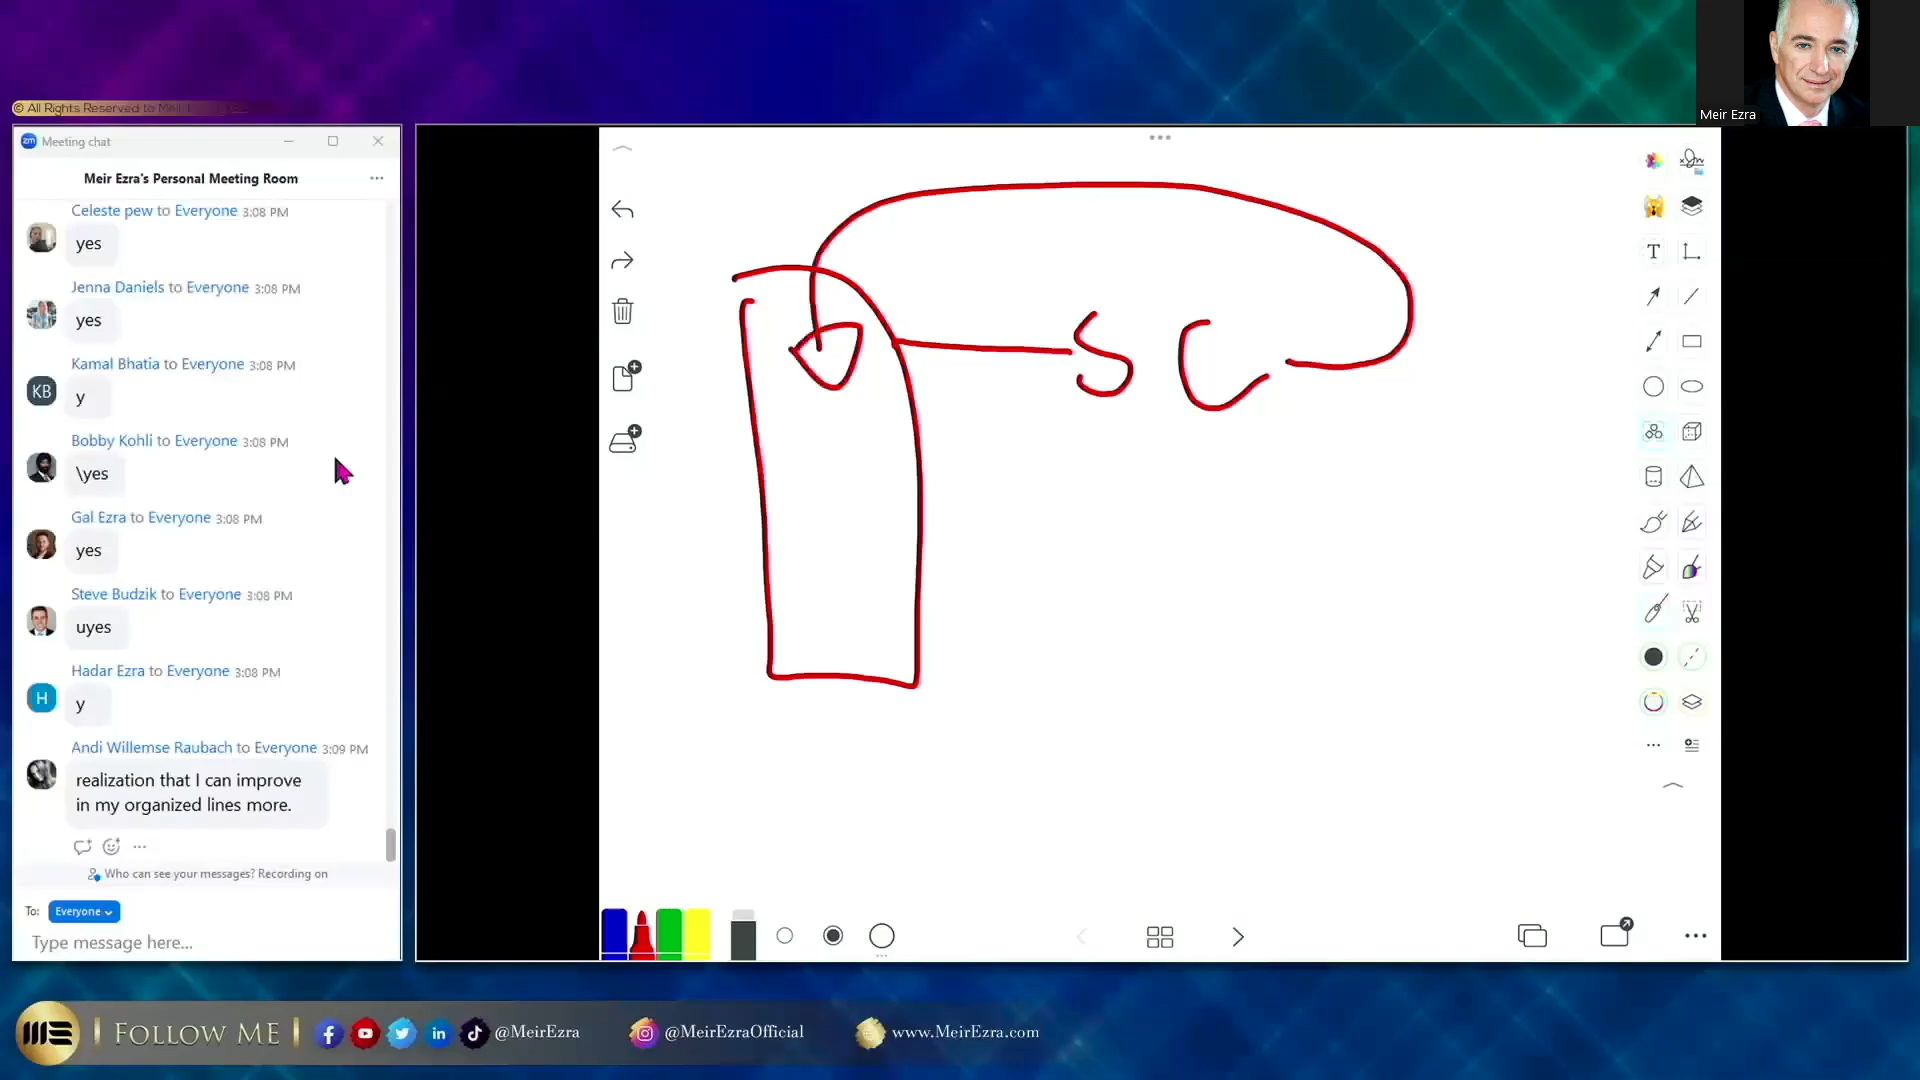 Meir Ezra
© All Rights Reserved to Meir
zm Meeting chat
Meir Ezra's Personal Meeting Room
Celeste pew to Everyone 3:08 PM
yes
Jenna Daniels to Everyone 3:08 PM
yes
Kamal Bhatia to Everyone 3:08 PM
KB
y
Bobby Kohli to Everyone 3:08 PM
\yes
Gal Ezra to Everyone 3:08 PM
yes
Steve Budzik to Everyone 3:08 PM
uyes
Hadar Ezra to Everyone 3:08 PM
H
y
Andi Willemse Raubach to Everyone 3:09 PM
realization that I can improve
in my organized lines more.
Who can see your messages? Recording on
To: Everyone
Type message here...
S C
T
ME FOLLOW ME @MeirEzra @MeirEzraOfficial www.MeirEzra.com